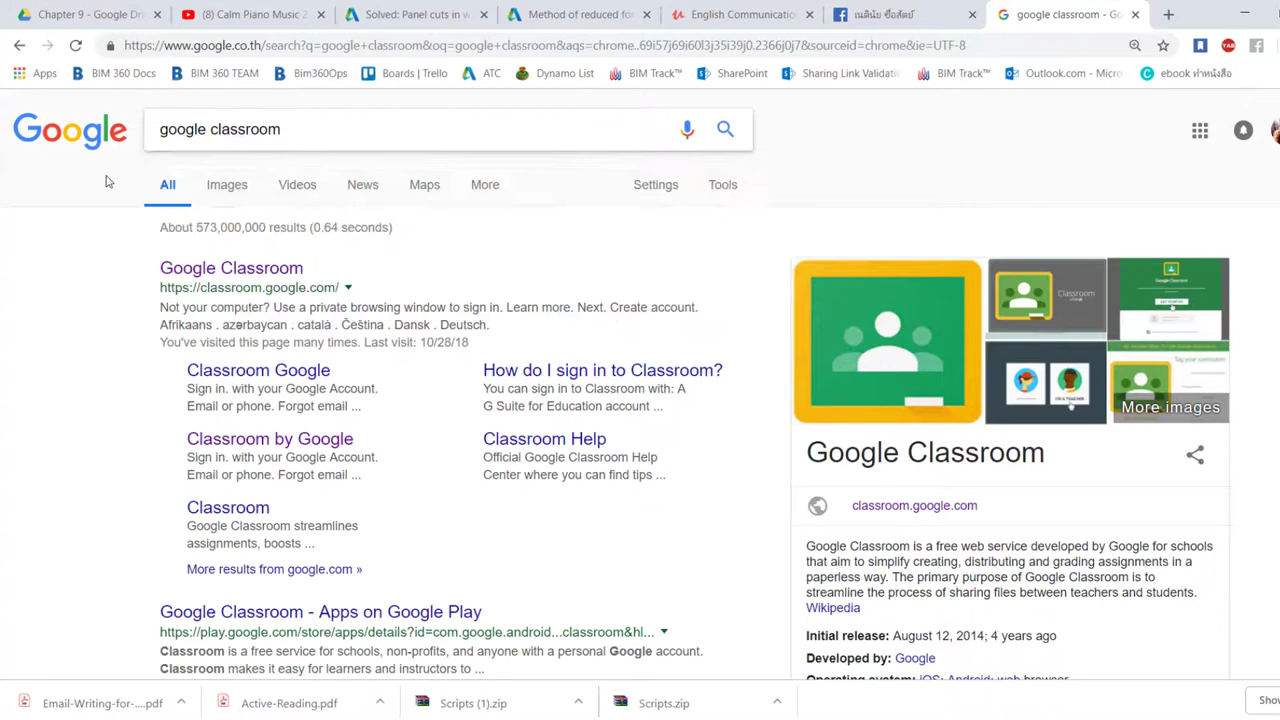 Chapter 9 - Google Dri
(8) Calm Piano Music 2
Solved: Panel cuts in w
Method of reduced fo
English Communicatio
google classroom - Go
https://www.google.co.th/search?q=google+classroom&oq=google+classroom&aqs=chrome..69i57j69i60l3j35i39j0.2366j0j7&sourceid=chrome&ie=UTF-8
Apps
BIM 360 Docs
BIM 360 TEAM
Bim360Ops
Boards | Trello
ATC
Dynamo List
BIM Track™
SharePoint
Sharing Link Validatio
BIM Track™
Outlook.com - Micro
ebook ทำหนังสือ
Google
google classroom
All
Images
Videos
News
Maps
More
Settings
Tools
About 573,000,000 results (0.64 seconds)
Google Classroom
https://classroom.google.com/
Not your computer? Use a private browsing window to sign in. Learn more. Next. Create account.
Afrikaans . azərbaycan . català . Čeština . Dansk . Deutsch.
You've visited this page many times. Last visit: 10/28/18
Classroom Google
Sign in. with your Google Account.
Email or phone. Forgot email ...
How do I sign in to Classroom?
You can sign in to Classroom with: A
G Suite for Education account ...
Classroom by Google
Sign in. with your Google Account.
Email or phone. Forgot email ...
Classroom Help
Official Google Classroom Help
Center where you can find tips ...
Classroom
Google Classroom streamlines
assignments, boosts ...
More results from google.com »
Google Classroom - Apps on Google Play
https://play.google.com/store/apps/details?id=com.google.android...classroom&hl...
Classroom is a free service for schools, non-profits, and anyone with a personal Google account.
Classroom makes it easy for learners and instructors to ...
Classroom
More images
Google Classroom
classroom.google.com
Google Classroom is a free web service developed by Google for schools
that aim to simplify creating, distributing and grading assignments in a
paperless way. The primary purpose of Google Classroom is to
streamline the process of sharing files between teachers and students.
Wikipedia
Initial release: August 12, 2014; 4 years ago
Developed by: Google
Operating system: iOS; Android; web browser
Email-Writing-for-....pdf
Active-Reading.pdf
Scripts (1).zip
Scripts.zip
Show